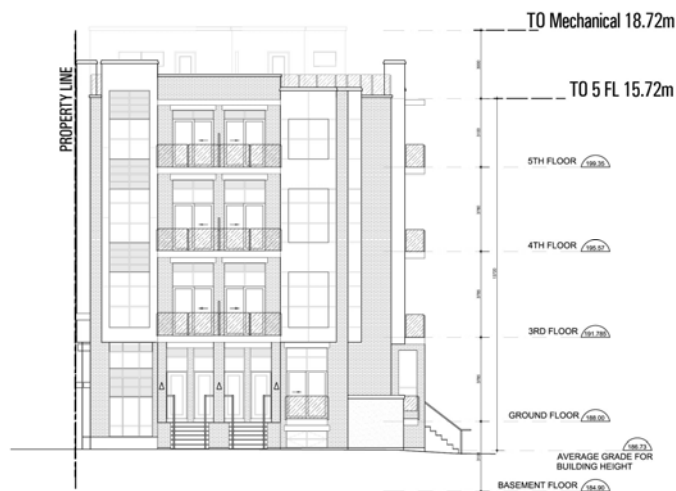 TO Mechanical 18.72m
TO 5 FL 15.72m
PROPERTY LINE
5TH FLOOR 199.35
4TH FLOOR 195.57
3RD FLOOR 191.785
GROUND FLOOR 188.00
186.73
AVERAGE GRADE FOR
BUILDING HEIGHT
BASEMENT FLOOR 184.90